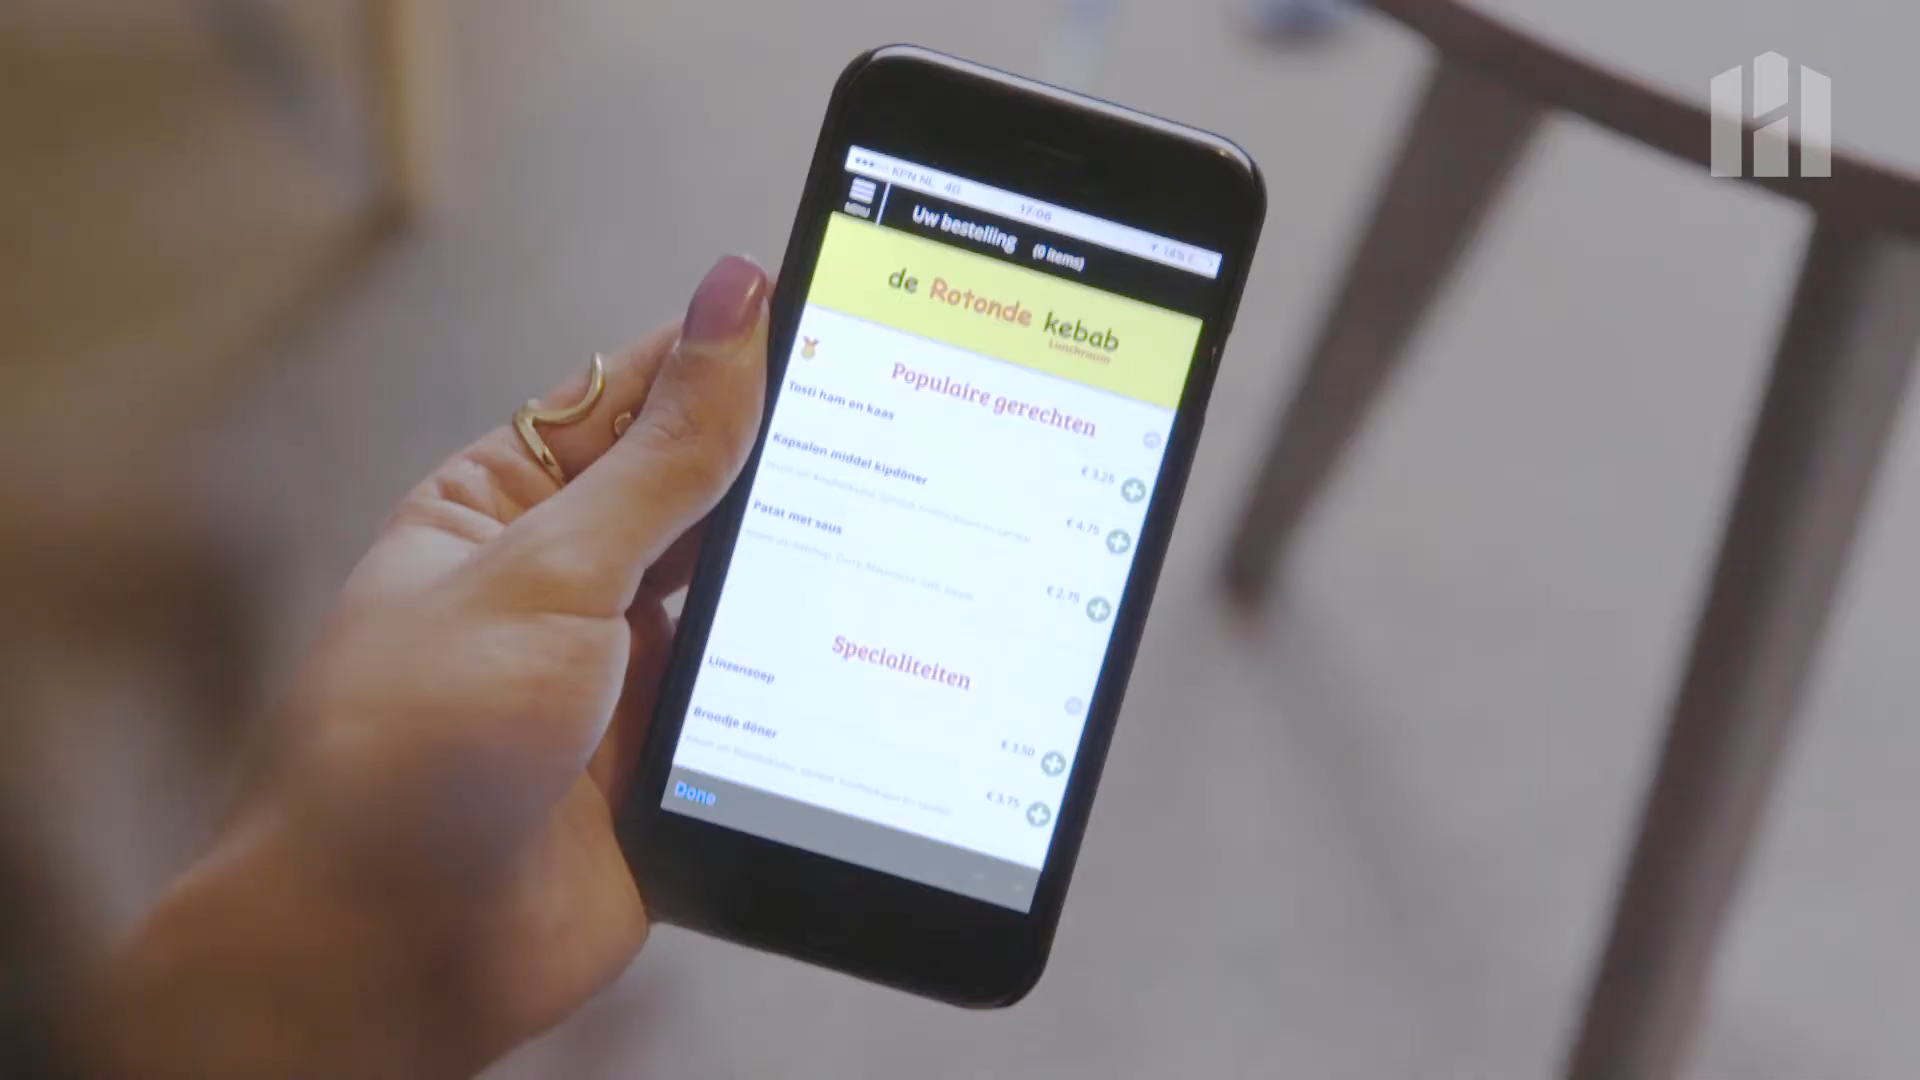 KPN NL 4G
17:06
MENU
Uw bestelling (0 items)
de Rotonde kebab
Lunchroom
Populaire gerechten
Tosti ham en kaas
€ 3,25
Kapsalon middel kipdöner
€ 4,75
Patat met saus
€ 2,75
Specialiteiten
Linzensoep
€ 3,50
Broodje döner
€ 3,75
Done